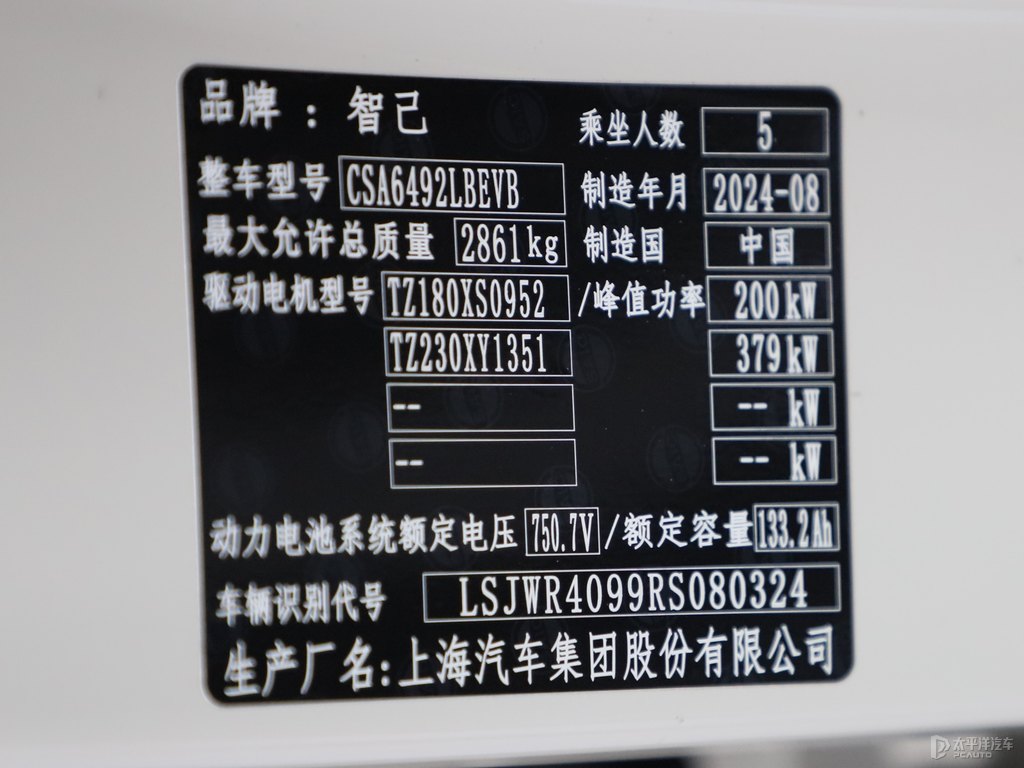 品牌：智己 乘坐人数 5
整车型号 CSA6492LBEVB 制造年月 2024-08
最大允许总质量 2861kg 制造国 中国
驱动电机型号 TZ180XS0952 /峰值功率 200kW
TZ230XY1351 379kW
-- -- kW
-- -- kW
动力电池系统额定电压 750.7V /额定容量 133.2Ah
车辆识别代号 LSJWR4099RS080324
生产厂名:上海汽车集团股份有限公司
太平洋汽车
PCAUTO